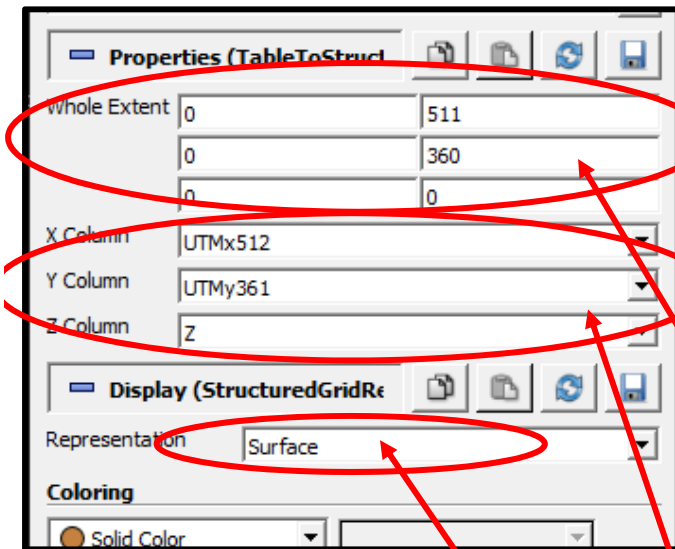 Properties (TableToStruct
Whole Extent 0 511
0 360
0 0
X Column UTMx512
Y Column UTMy361
Z Column Z
Display (StructuredGridRe
Representation Surface
Coloring
Solid Color